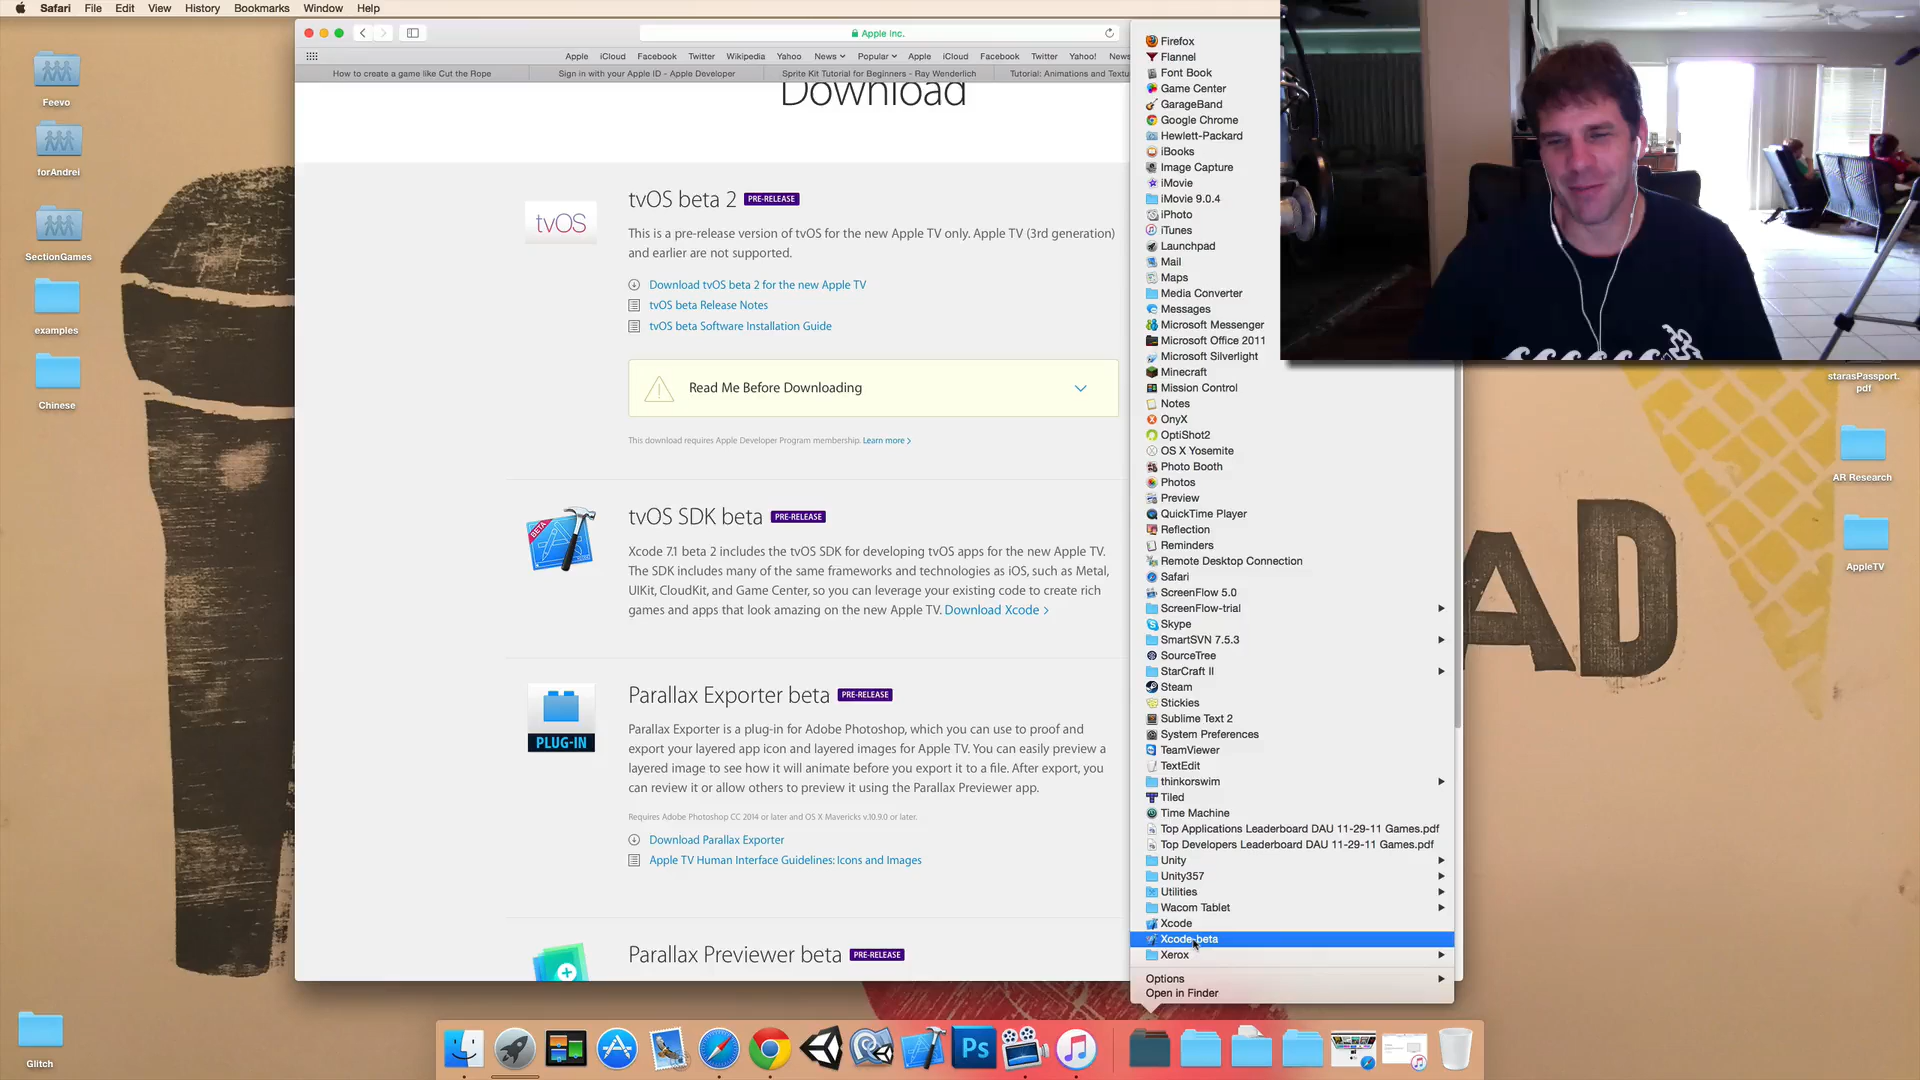 Safari File Edit View History Bookmarks Window Help
Apple Inc.
Apple iCloud Facebook Twitter Wikipedia Yahoo News Popular Apple iCloud Facebook Twitter Yahoo! News
How to create a game like Cut the Rope
Sign in with your Apple ID - Apple Developer
Sprite Kit Tutorial for Beginners - Ray Wenderlich
Tutorial: Animations and Textu
Download
tvOS
tvOS beta 2 PRE-RELEASE
This is a pre-release version of tvOS for the new Apple TV only. Apple TV (3rd generation)
and earlier are not supported.
Download tvOS beta 2 for the new Apple TV
tvOS beta Release Notes
tvOS beta Software Installation Guide
Read Me Before Downloading
This download requires Apple Developer Program membership. Learn more >
BETA
tvOS SDK beta PRE-RELEASE
Xcode 7.1 beta 2 includes the tvOS SDK for developing tvOS apps for the new Apple TV.
The SDK includes many of the same frameworks and technologies as iOS, such as Metal,
UIKit, CloudKit, and Game Center, so you can leverage your existing code to create rich
games and apps that look amazing on the new Apple TV. Download Xcode >
PLUG-IN
Parallax Exporter beta PRE-RELEASE
Parallax Exporter is a plug-in for Adobe Photoshop, which you can use to proof and
export your layered app icon and layered images for Apple TV. You can easily preview a
layered image to see how it will animate before you export it to a file. After export, you
can review it or allow others to preview it using the Parallax Previewer app.
Requires Adobe Photoshop CC 2014 or later and OS X Mavericks v.10.9.0 or later.
Download Parallax Exporter
Apple TV Human Interface Guidelines: Icons and Images
Parallax Previewer beta PRE-RELEASE
Firefox
Flannel
Font Book
Game Center
GarageBand
Google Chrome
Hewlett-Packard
iBooks
Image Capture
iMovie
iMovie 9.0.4
iPhoto
iTunes
Launchpad
Mail
Maps
Media Converter
Messages
Microsoft Messenger
Microsoft Office 2011
Microsoft Silverlight
Minecraft
Mission Control
Notes
OnyX
OptiShot2
OS X Yosemite
Photo Booth
Photos
Preview
QuickTime Player
Reflection
Reminders
Remote Desktop Connection
Safari
ScreenFlow 5.0
ScreenFlow-trial
Skype
SmartSVN 7.5.3
SourceTree
StarCraft II
Steam
Stickies
Sublime Text 2
System Preferences
TeamViewer
TextEdit
thinkorswim
Tiled
Time Machine
Top Applications Leaderboard DAU 11-29-11 Games.pdf
Top Developers Leaderboard DAU 11-29-11 Games.pdf
Unity
Unity357
Utilities
Wacom Tablet
Xcode
Xcode-beta
Xerox
Options
Open in Finder
Feevo
forAndrei
SectionGames
examples
Chinese
Glitch
starasPassport.
pdf
AR Research
AppleTV
AD
Ps